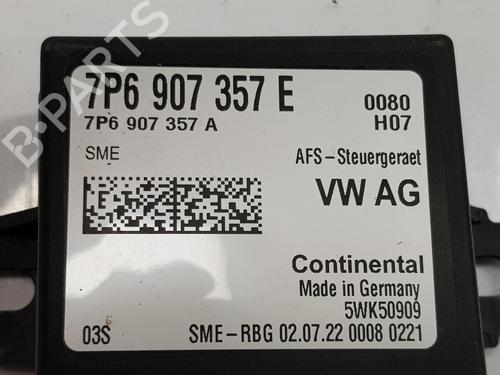 7P6 907 357 E
0080
7P6 907 357 A
H07
SME
AFS-Steuergeraet
VW AG
Continental
Made in Germany
5WK50909
03S
SME-RBG 02.07.22 0008 0221
B-PARTS